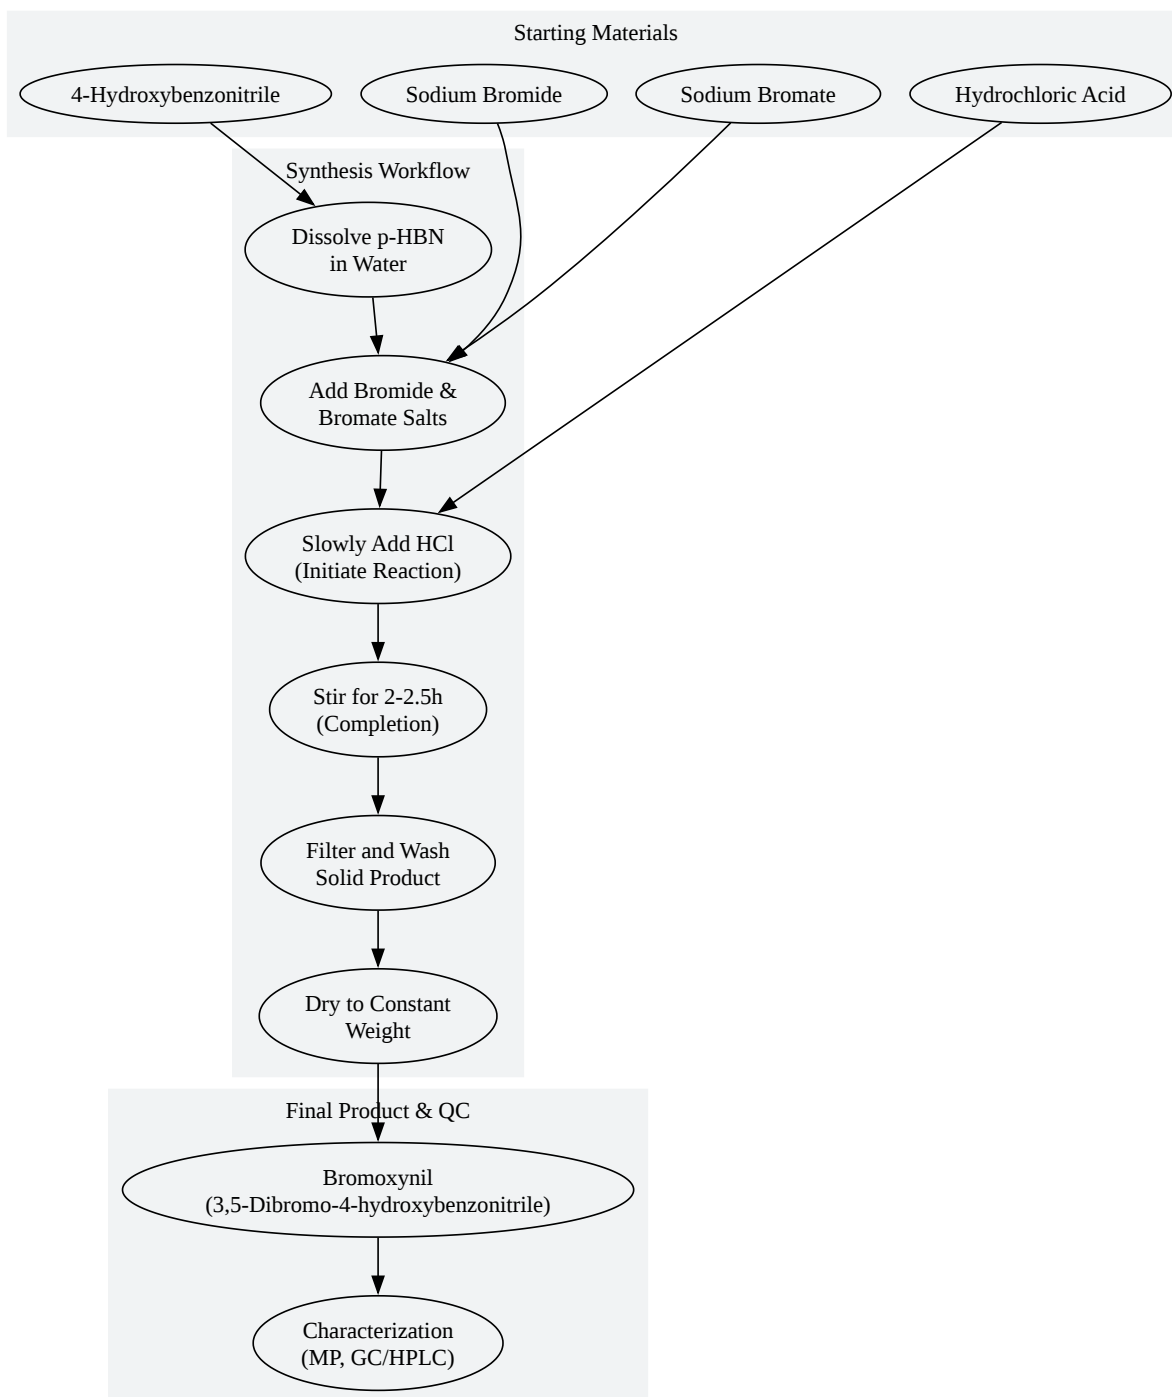 Starting Materials
4-Hydroxybenzonitrile
Sodium Bromide
Sodium Bromate
Hydrochloric Acid
Synthesis Workflow
Dissolve p-HBN
in Water
Add Bromide &
Bromate Salts
Slowly Add HCl
(Initiate Reaction)
Stir for 2-2.5h
(Completion)
Filter and Wash
Solid Product
Dry to Constant
Weight
Final Product & QC
Bromoxynil
(3,5-Dibromo-4-hydroxybenzonitrile)
Characterization
(MP, GC/HPLC)